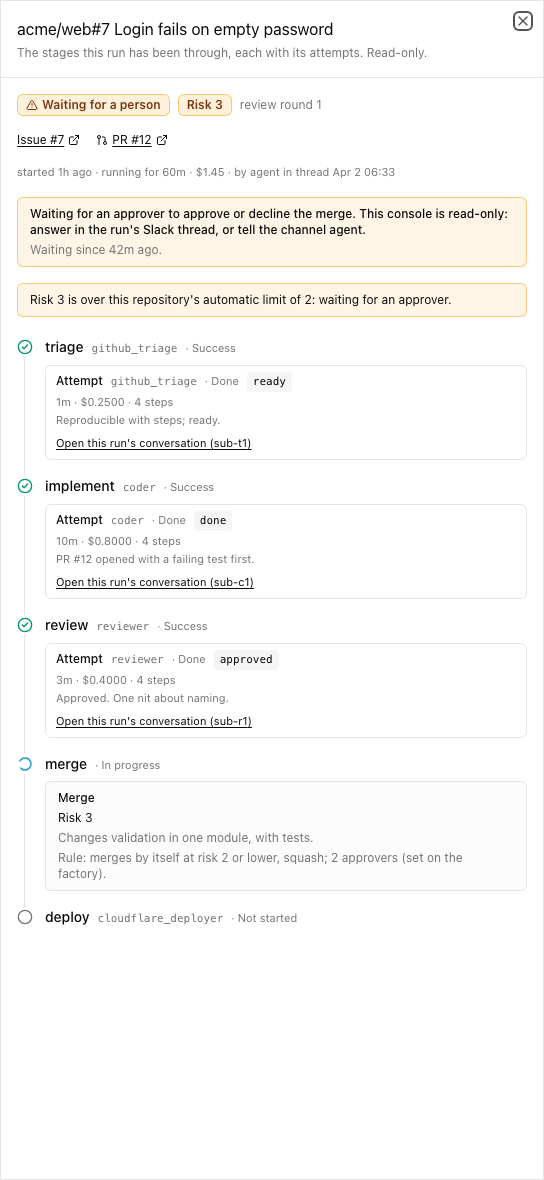 acme/web#7 Login fails on empty password
The stages this run has been through, each with its attempts. Read-only.
Waiting for a person
Risk 3
review round 1
Issue #7
PR #12
started 1h ago · running for 60m · $1.45 · by agent in thread Apr 2 06:33
Waiting for an approver to approve or decline the merge. This console is read-only:
answer in the run's Slack thread, or tell the channel agent.
Waiting since 42m ago.
Risk 3 is over this repository's automatic limit of 2: waiting for an approver.
triage github_triage · Success
Attempt github_triage · Done ready
1m · $0.2500 · 4 steps
Reproducible with steps; ready.
Open this run's conversation (sub-t1)
implement coder · Success
Attempt coder · Done done
10m · $0.8000 · 4 steps
PR #12 opened with a failing test first.
Open this run's conversation (sub-c1)
review reviewer · Success
Attempt reviewer · Done approved
3m · $0.4000 · 4 steps
Approved. One nit about naming.
Open this run's conversation (sub-r1)
merge · In progress
Merge
Risk 3
Changes validation in one module, with tests.
Rule: merges by itself at risk 2 or lower, squash; 2 approvers (set on the
factory).
deploy cloudflare_deployer · Not started